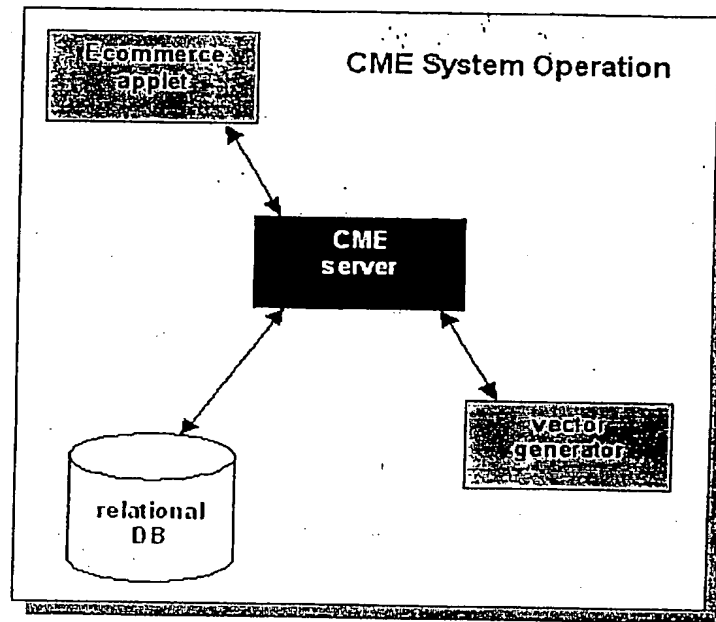 Ecommerce
applet
CME System Operation
CME
server
vector
generator
relational
DB